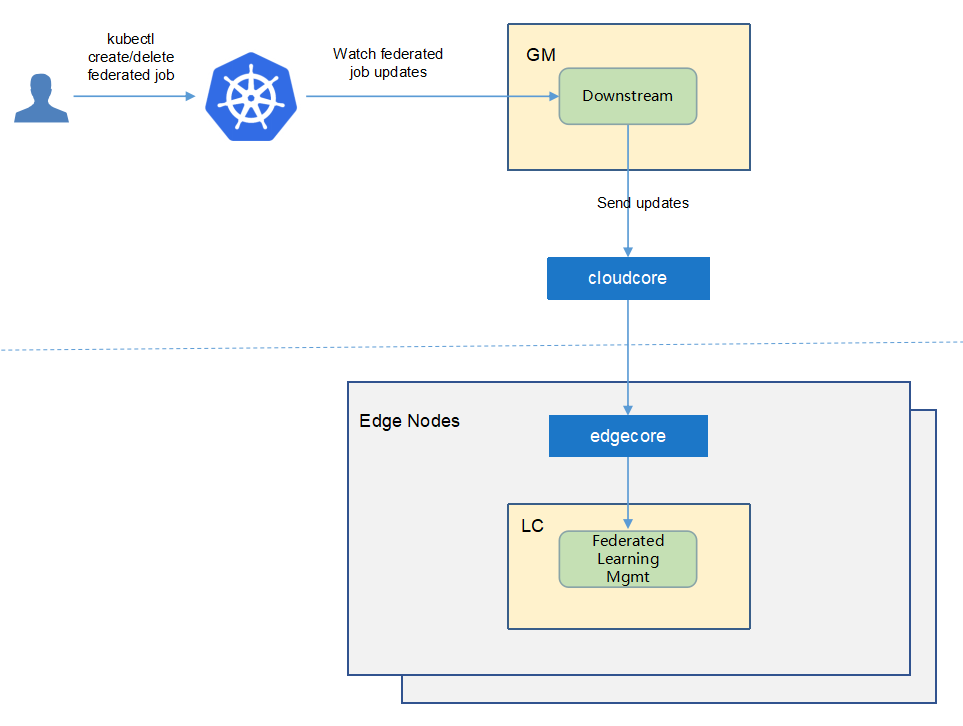 kubectl
create/delete
federated job
Watch federated
job updates
GM
Downstream
Send updates
cloudcore
Edge Nodes
edgecore
LC
Federated
Learning
Mgmt